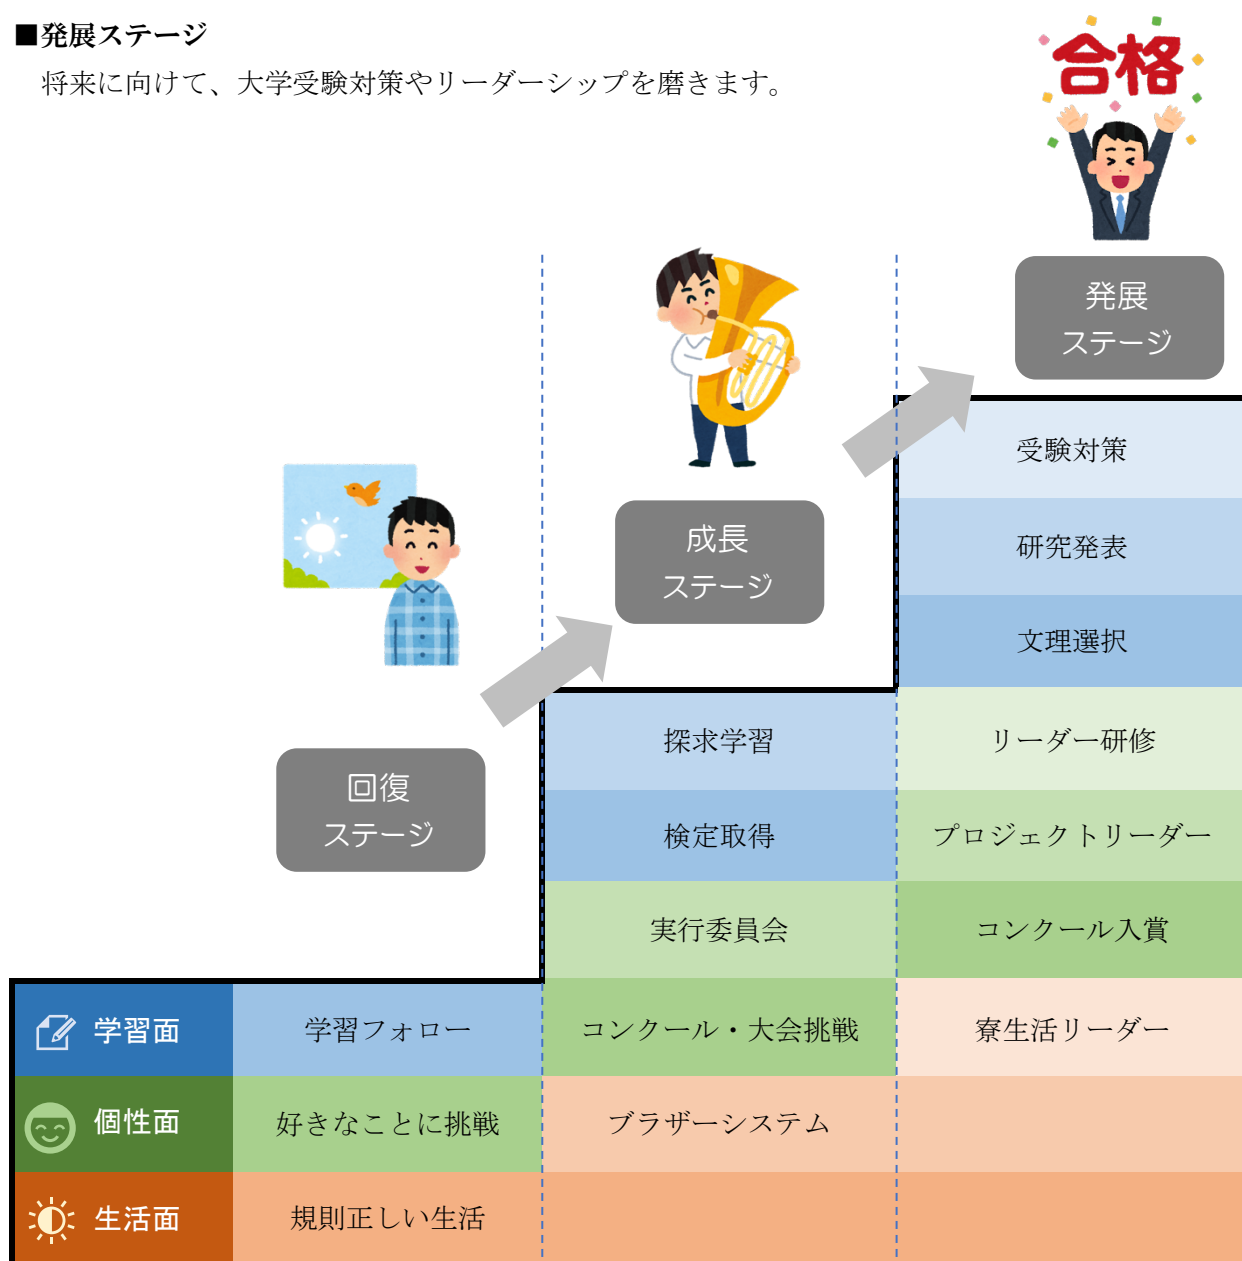 ■発展ステージ
将来に向けて、大学受験対策やリーダーシップを磨きます。
合格
発展
ステージ
受験対策
研究発表
成長
ステージ
文理選択
探求学習
リーダー研修
回復
ステージ
検定取得
プロジェクトリーダー
実行委員会
コンクール入賞
学習面
学習フォロー
コンクール・大会挑戦
寮生活リーダー
個性面
好きなことに挑戦
ブラザーシステム
生活面
規則正しい生活